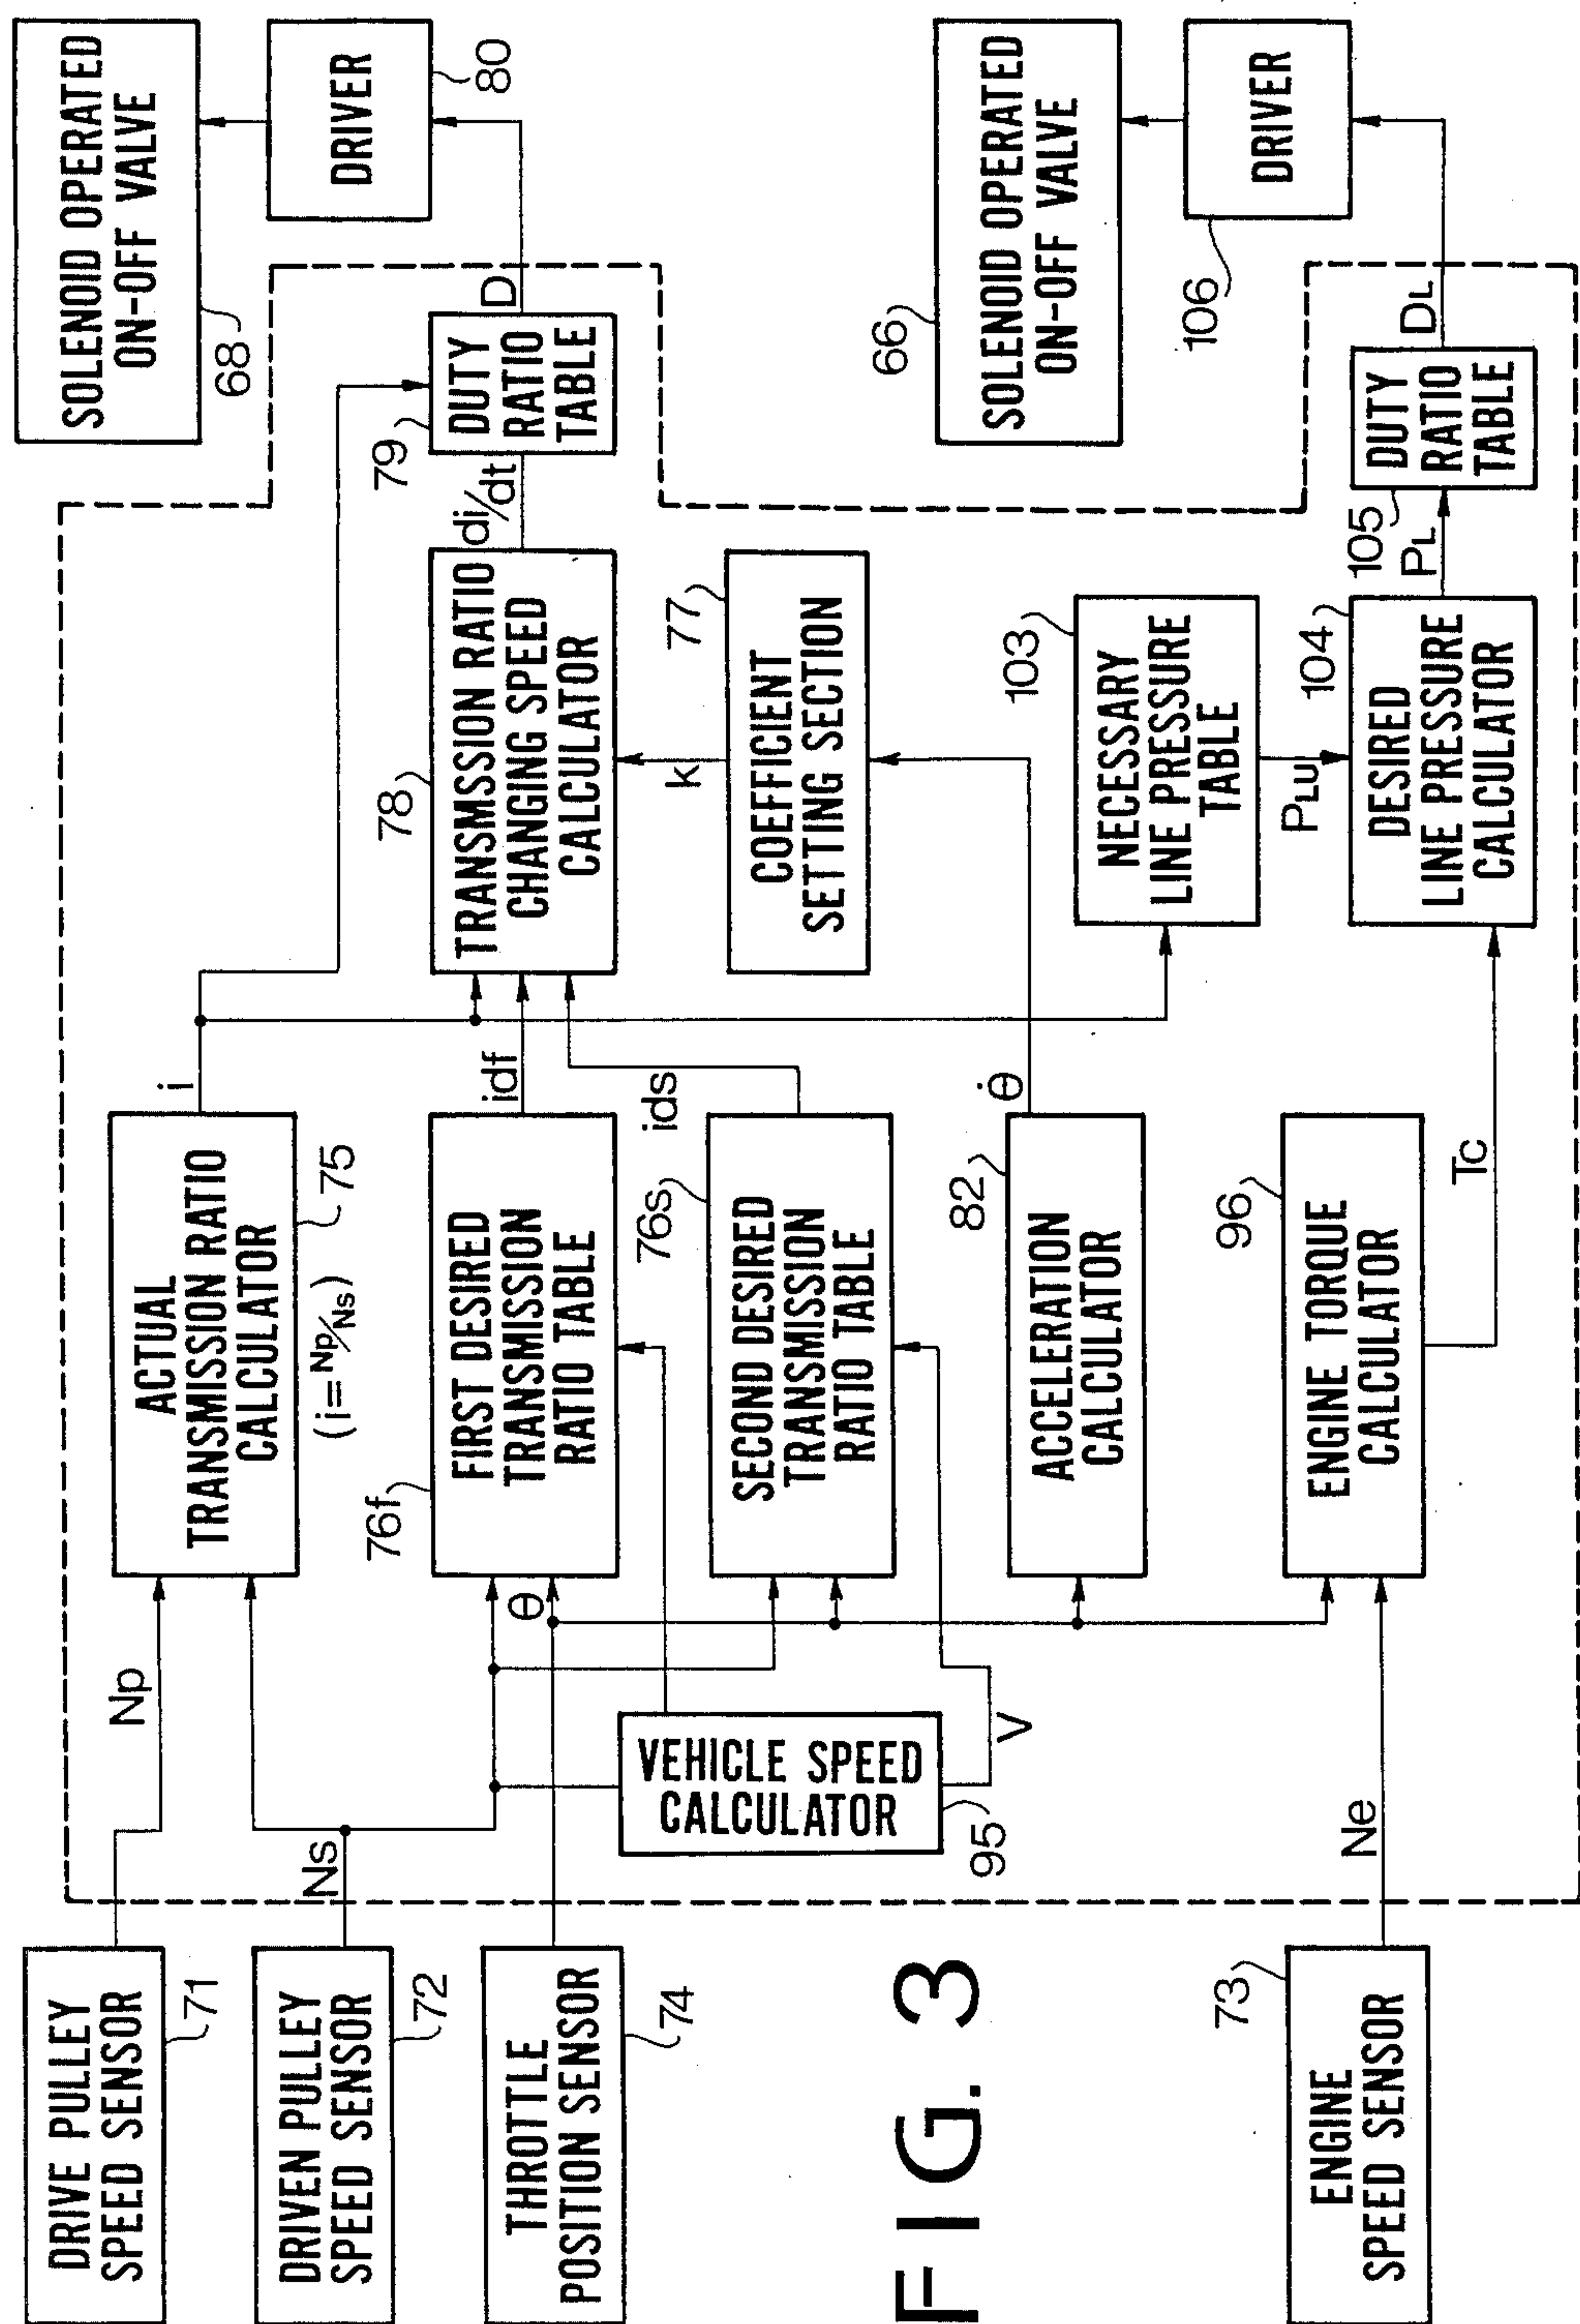 DRIVE PULLEY
SPEED SENSOR
71
DRIVEN PULLEY
SPEED SENSOR
72
THROTTLE
POSITION SENSOR
74
FIG. 3
ENGINE
SPEED SENSOR
73
Np
Ns
θ
Ne
VEHICLE SPEED
CALCULATOR
95
V
ACTUAL
TRANSMISSION RATIO
CALCULATOR
75
(i=Np/Ns)
FIRST DESIRED
TRANSMISSION
RATIO TABLE
76f
SECOND DESIRED
TRANSMISSION
RATIO TABLE
76s
ACCELERATION
CALCULATOR
82
ENGINE TORQUE
CALCULATOR
96
i
idf
ids
θ̇
Tc
TRANSMSSION RATIO
CHANGING SPEED
CALCULATOR
78
k
COEFFICIENT
SETTING SECTION
77
NECESSARY
LINE PRESSURE
TABLE
103
PLU
DESIRED
LINE PRESSURE
CALCULATOR
104
di/dt
PL
DUTY
RATIO
TABLE
79
DUTY
RATIO
TABLE
105
D
DL
DRIVER
80
DRIVER
106
SOLENOID OPERATED
ON-OFF VALVE
68
SOLENOID OPERATED
ON-OFF VALVE
66